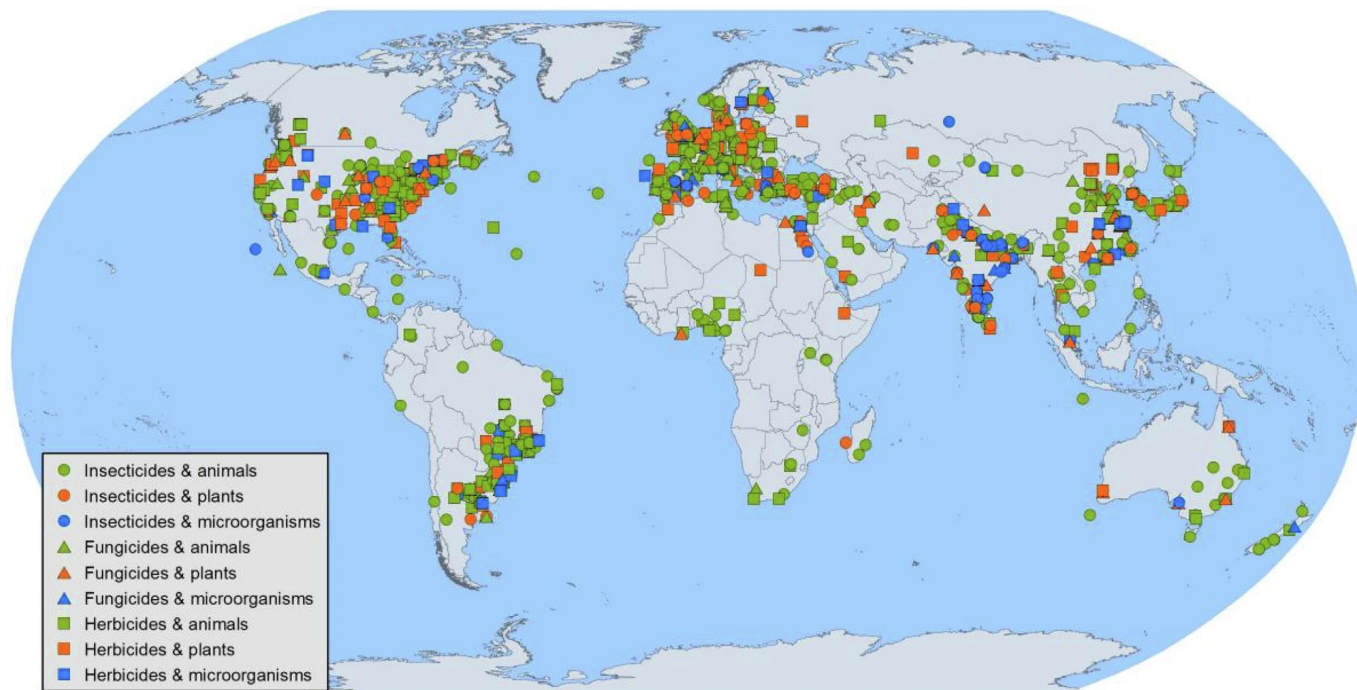 Insecticides & animals
Insecticides & plants
Insecticides & microorganisms
Fungicides & animals
Fungicides & plants
Fungicides & microorganisms
Herbicides & animals
Herbicides & plants
Herbicides & microorganisms